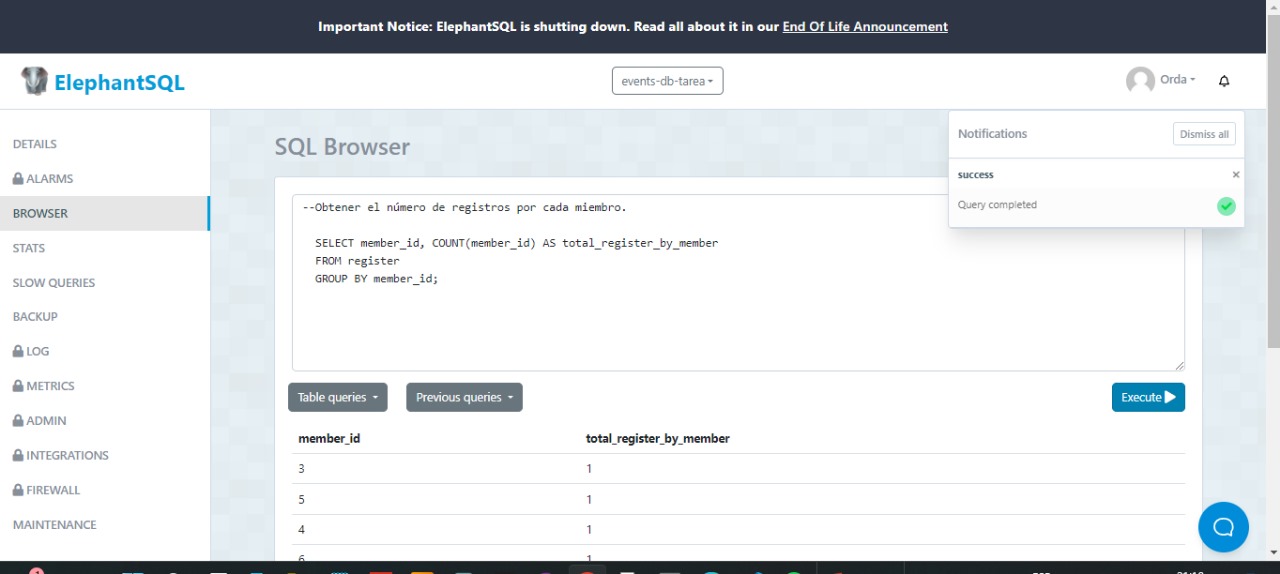 Important Notice: ElephantSQL is shutting down. Read all about it in our End Of Life Announcement
ElephantSQL
events-db-tarea
Orda
DETAILS
ALARMS
BROWSER
STATS
SLOW QUERIES
BACKUP
LOG
METRICS
ADMIN
INTEGRATIONS
FIREWALL
MAINTENANCE
SQL Browser
Notifications
Dismiss all
success
Query completed
--Obtener el número de registros por cada miembro.
SELECT member_id, COUNT(member_id) AS total_register_by_member
FROM register
GROUP BY member_id;
Table queries
Previous queries
Execute
member_id total_register_by_member
3 1
5 1
4 1
6 1